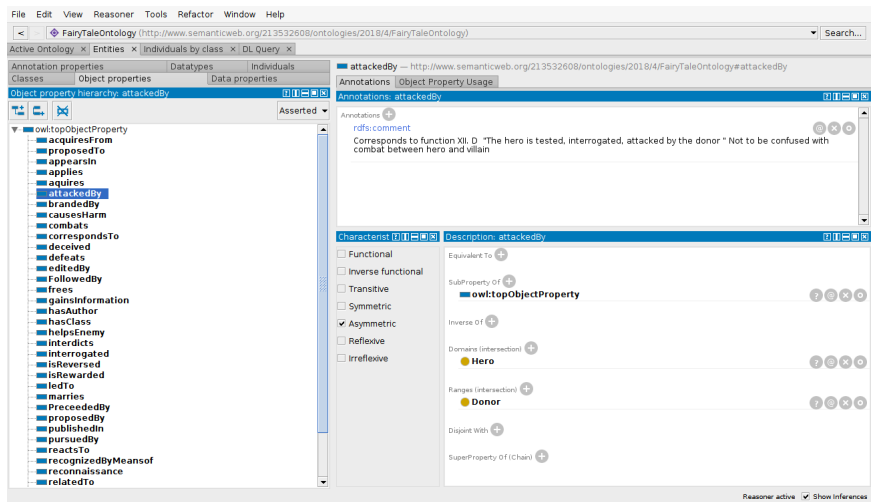 File Edit View Reasoner Tools Refactor Window Help
< FairyTaleOntology (http://www.semanticweb.org/213532608/ontologies/2018/4/FairyTaleOntology) Search...
Active Ontology × Entities × Individuals by class × DL Query ×
Annotation properties Datatypes Individuals
Classes Object properties Data properties
Object property hierarchy: attackedBy
Asserted
owl:topObjectProperty
acquiresFrom
proposedTo
appearsIn
applies
aquires
attackedBy
brandedBy
causesHarm
combats
correspondsTo
deceived
defeats
editedBy
FollowedBy
frees
gainsInformation
hasAuthor
hasClass
helpsEnemy
interdicts
interrogated
isReversed
isRewarded
ledTo
marries
PreceededBy
proposedBy
publishedIn
pursuedBy
reactsTo
recognizedByMeansof
reconnaissance
relatedTo
attackedBy — http://www.semanticweb.org/213532608/ontologies/2018/4/FairyTaleOntology#attackedBy
Annotations Object Property Usage
Annotations: attackedBy
Annotations
rdfs:comment
Corresponds to function XII. D "The hero is tested, interrogated, attacked by the donor " Not to be confused with
combat between hero and villain
Characterist
Functional
Inverse functional
Transitive
Symmetric
Asymmetric
Reflexive
Irreflexive
Description: attackedBy
Equivalent To
SubProperty Of
owl:topObjectProperty
Inverse Of
Domains (intersection)
Hero
Ranges (intersection)
Donor
Disjoint With
SuperProperty Of (Chain)
Reasoner active Show Inferences